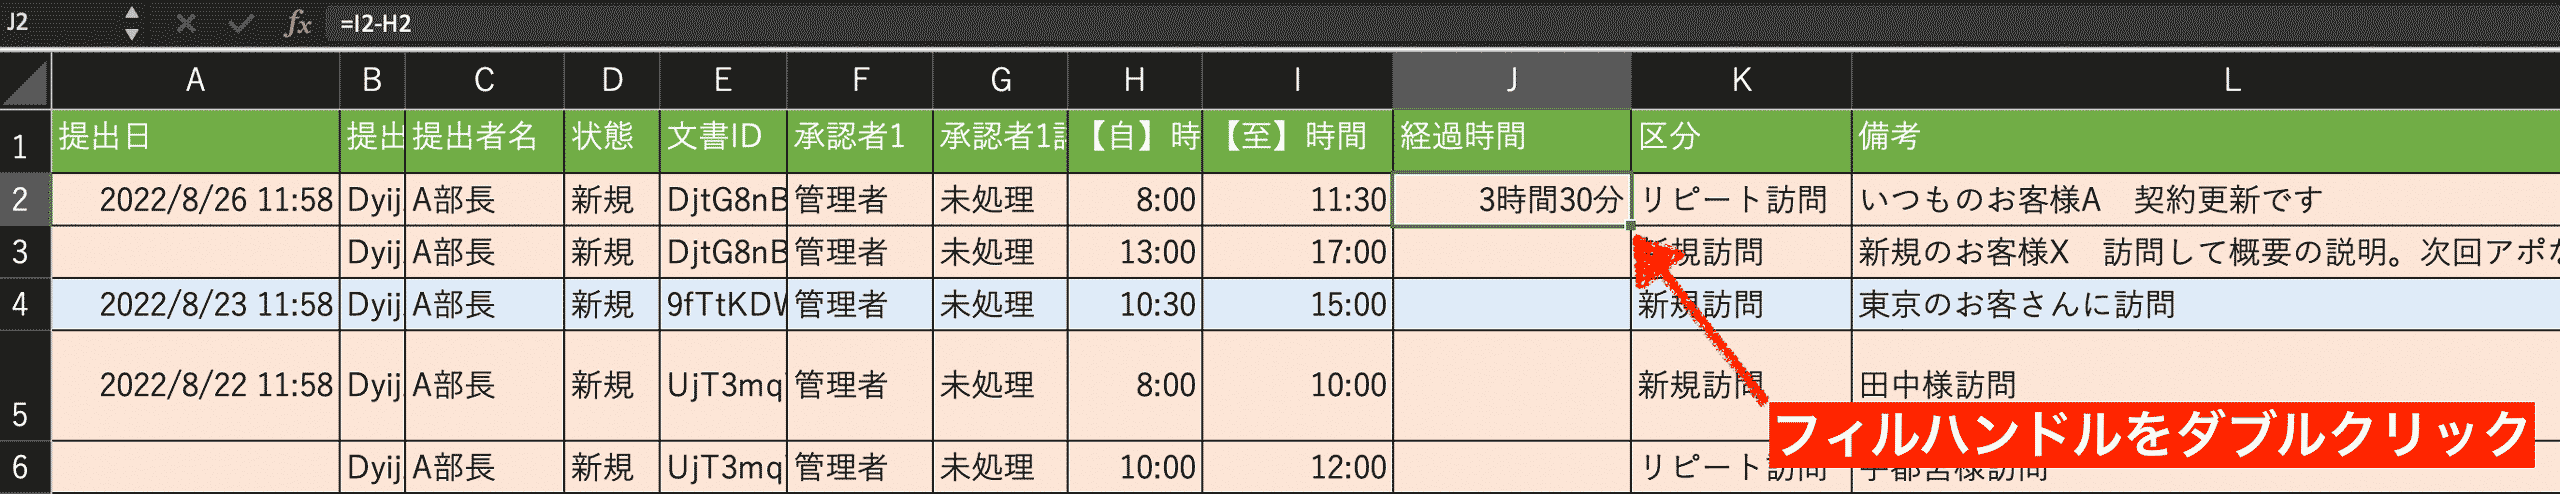 J2 fx =I2-H2
A B C D E F G H I J K L
1 提出日 提出 提出者名 状態 文書ID 承認者1 承認者1 【自】時 【至】時間 経過時間 区分 備考
2 2022/8/26 11:58 Dyij A部長 新規 DjtG8nB 管理者 未処理 8:00 11:30 3時間30分 リピート訪問 いつものお客様A　契約更新です
3 Dyij A部長 新規 DjtG8nB 管理者 未処理 13:00 17:00 新規訪問 新規のお客様X　訪問して概要の説明。次回アポな
4 2022/8/23 11:58 Dyij A部長 新規 9fTtKDW 管理者 未処理 10:30 15:00 新規訪問 東京のお客さんに訪問
5 2022/8/22 11:58 Dyij A部長 新規 UjT3mq 管理者 未処理 8:00 10:00 新規訪問 田中様訪問
フィルハンドルをダブルクリック
6 Dyij A部長 新規 UjT3mq 管理者 未処理 10:00 12:00 リピート訪問